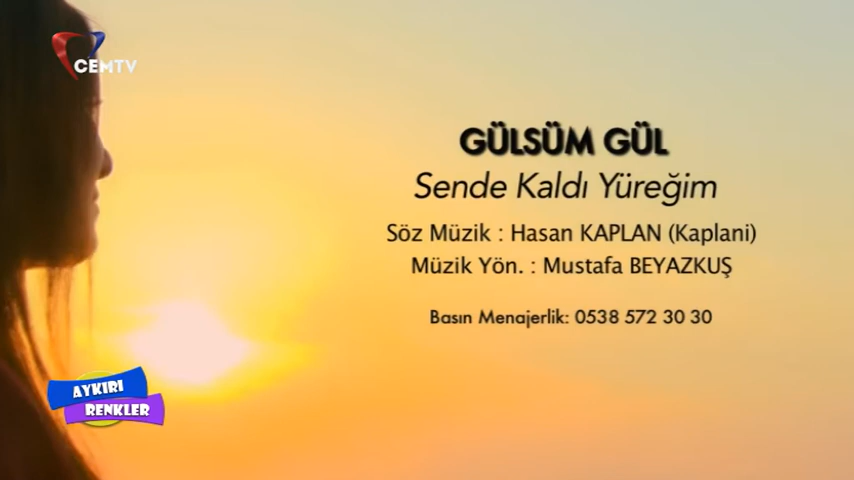 CEMTV
GÜLSÜM GÜL
Sende Kaldı Yüreğim
Söz Müzik : Hasan KAPLAN (Kaplani)
Müzik Yön. : Mustafa BEYAZKUŞ
Basın Menajerlik: 0538 572 30 30
AYKIRI
RENKLER